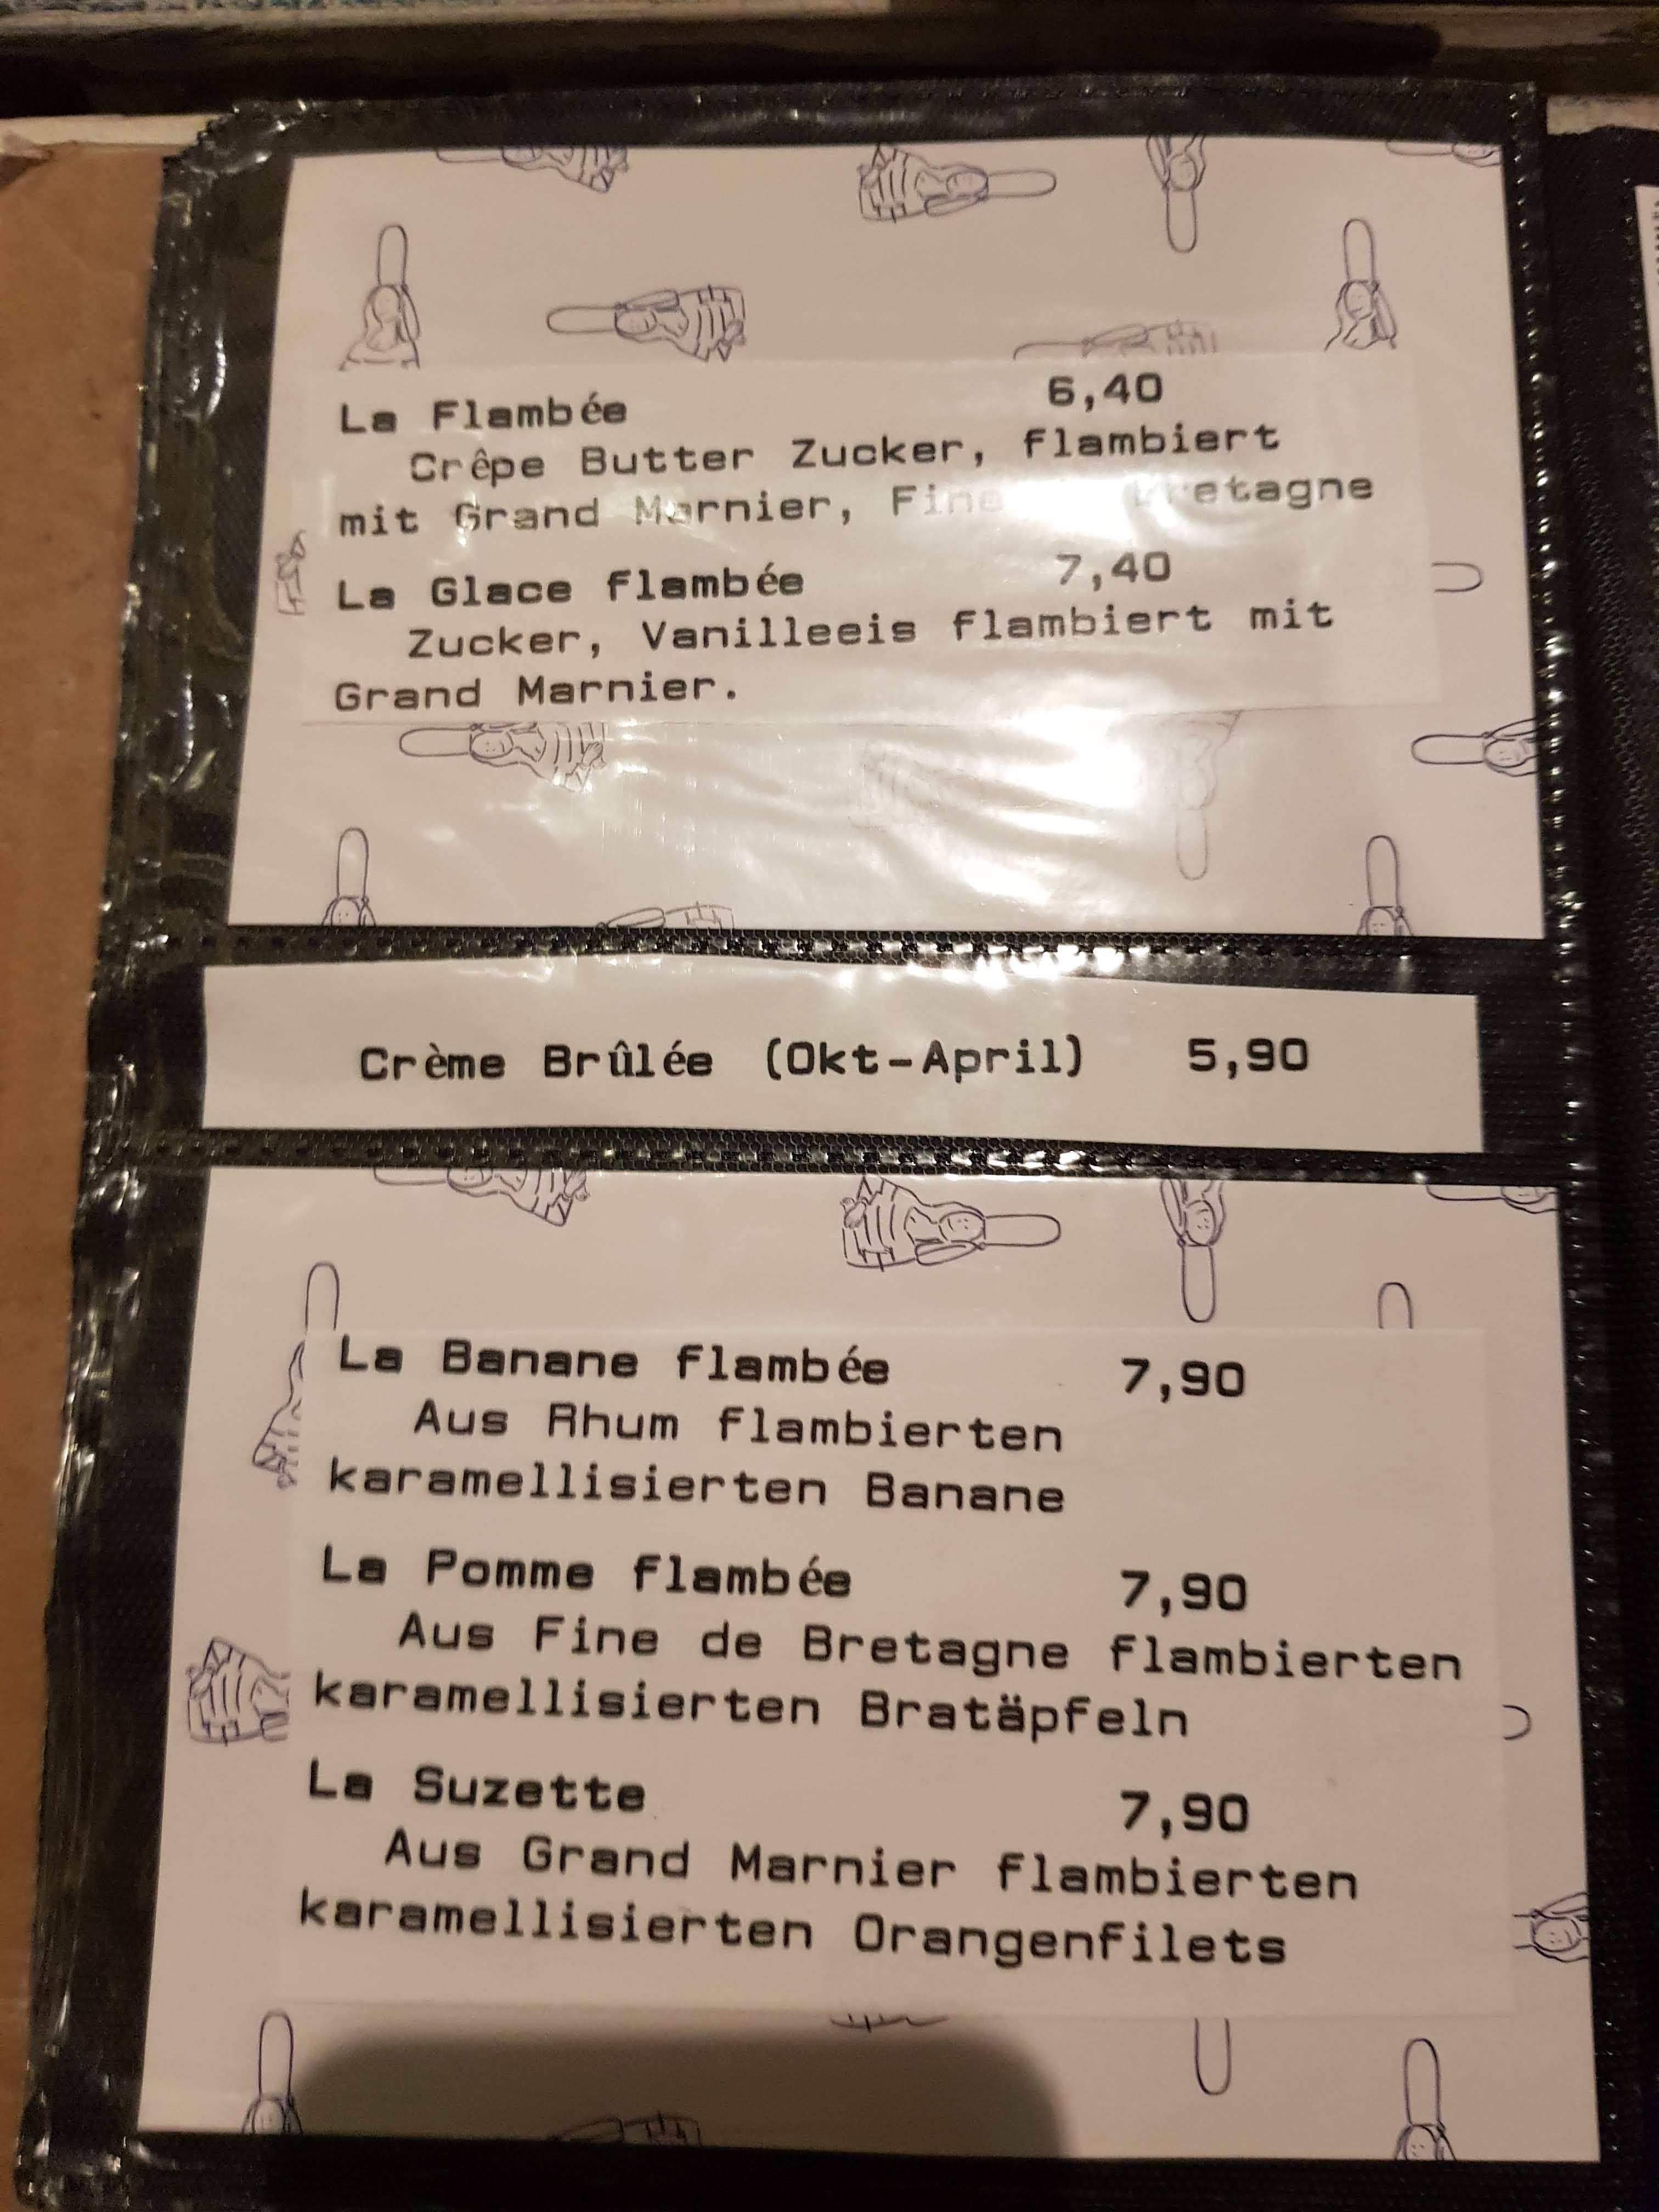 La Flambée 6,40
Crêpe Butter Zucker, flambiert
mit Grand Marnier, Fine Bretagne
La Glace flambée 7,40
Zucker, Vanilleeis flambiert mit
Grand Marnier.
Crème Brûlée (Okt-April) 5,90
La Banane flambée 7,90
Aus Rhum flambierten
karamellisierten Banane
La Pomme flambée 7,90
Aus Fine de Bretagne flambierten
karamellisierten Bratäpfeln
La Suzette 7,90
Aus Grand Marnier flambierten
karamellisierten Orangenfilets